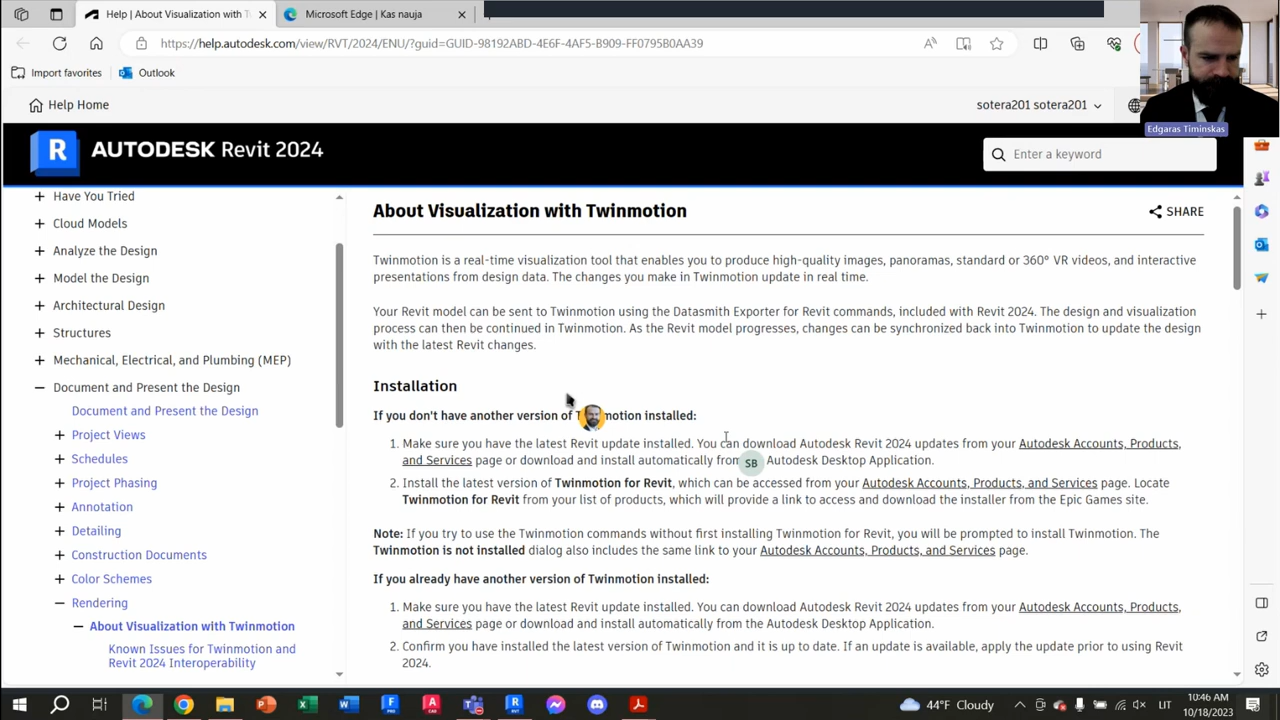 Help | About Visualization with T
Microsoft Edge | Kas nauja
https://help.autodesk.com/view/RVT/2024/ENU/?guid=GUID-98192ABD-4E6F-4AF5-B909-FF0795B0AA39
Import favorites
Outlook
Edgaras Timinskas
Help Home
sotera201 sotera201
R AUTODESK Revit 2024
Enter a keyword
Have You Tried
Cloud Models
Analyze the Design
Model the Design
Architectural Design
Structures
Mechanical, Electrical, and Plumbing (MEP)
Document and Present the Design
Document and Present the Design
Project Views
Schedules
Project Phasing
Annotation
Detailing
Construction Documents
Color Schemes
Rendering
About Visualization with Twinmotion
Known Issues for Twinmotion and
Revit 2024 Interoperability
About Visualization with Twinmotion
SHARE
Twinmotion is a real-time visualization tool that enables you to produce high-quality images, panoramas, standard or 360° VR videos, and interactive
presentations from design data. The changes you make in Twinmotion update in real time.
Your Revit model can be sent to Twinmotion using the Datasmith Exporter for Revit commands, included with Revit 2024. The design and visualization
process can then be continued in Twinmotion. As the Revit model progresses, changes can be synchronized back into Twinmotion to update the design
with the latest Revit changes.
Installation
If you don't have another version of T motion installed:
1. Make sure you have the latest Revit update installed. You can download Autodesk Revit 2024 updates from your Autodesk Accounts, Products,
and Services page or download and install automatically from SB Autodesk Desktop Application.
2. Install the latest version of Twinmotion for Revit, which can be accessed from your Autodesk Accounts, Products, and Services page. Locate
Twinmotion for Revit from your list of products, which will provide a link to access and download the installer from the Epic Games site.
Note: If you try to use the Twinmotion commands without first installing Twinmotion for Revit, you will be prompted to install Twinmotion. The
Twinmotion is not installed dialog also includes the same link to your Autodesk Accounts, Products, and Services page.
If you already have another version of Twinmotion installed:
1. Make sure you have the latest Revit update installed. You can download Autodesk Revit 2024 updates from your Autodesk Accounts, Products,
and Services page or download and install automatically from the Autodesk Desktop Application.
2. Confirm you have installed the latest version of Twinmotion and it is up to date. If an update is available, apply the update prior to using Revit
2024.
44°F Cloudy
LIT
10:46 AM
10/18/2023